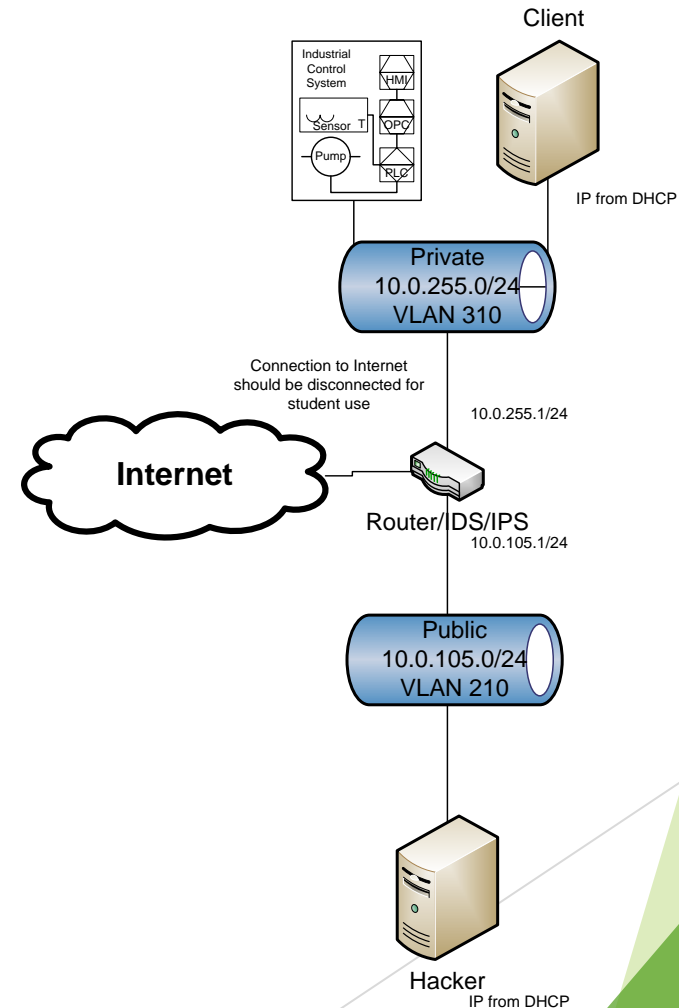 Client
Industrial
Control
System
HMI
Sensor T
OPC
Pump
PLC
IP from DHCP
Private
10.0.255.0/24
VLAN 310
Connection to Internet
should be disconnected for
student use
10.0.255.1/24
Internet
Router/IDS/IPS
10.0.105.1/24
Public
10.0.105.0/24
VLAN 210
Hacker
IP from DHCP